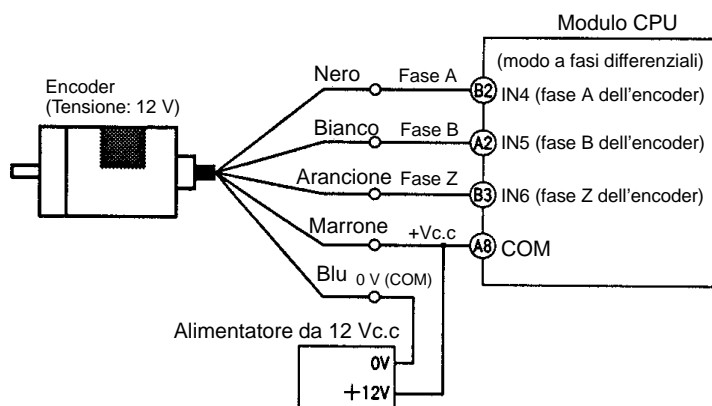 Modulo CPU
(modo a fasi differenziali)
Encoder
(Tensione: 12 V)
Nero Fase A B2 IN4 (fase A dell'encoder)
Bianco Fase B A2 IN5 (fase B dell'encoder)
Arancione Fase Z B3 IN6 (fase Z dell'encoder)
Marrone +Vc.c A8 COM
Blu 0 V (COM)
Alimentatore da 12 Vc.c
0V
+12V